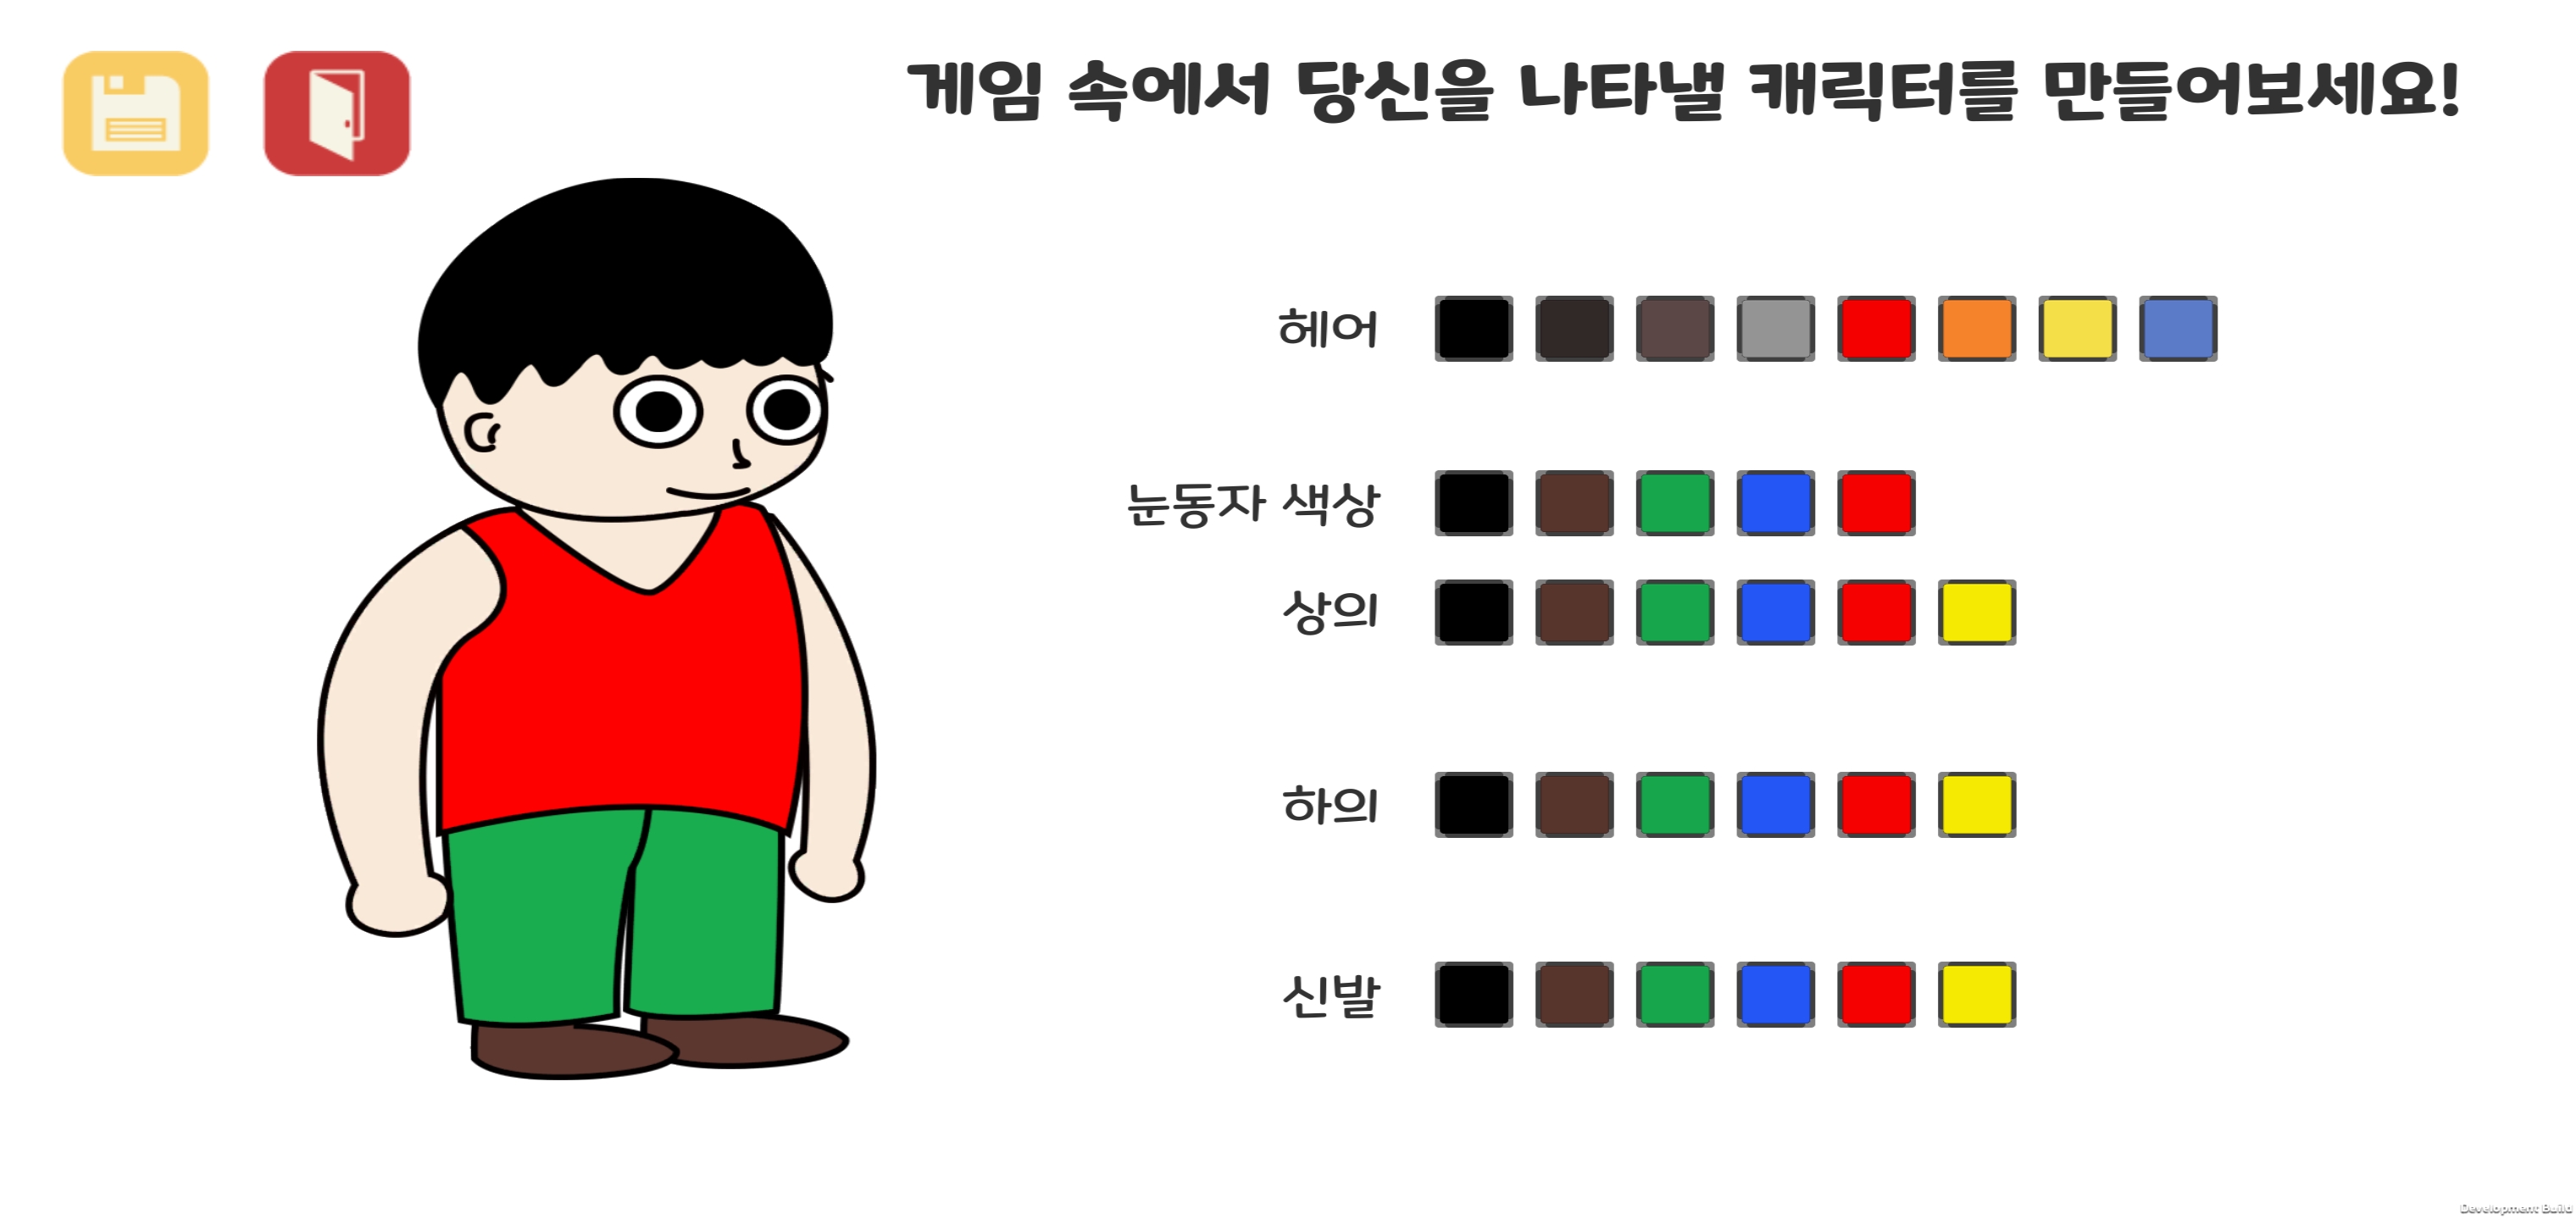 게임 속에서 당신을 나타낼 캐릭터를 만들어보세요!
헤어
눈동자 색상
상의
하의
신발
Development Build